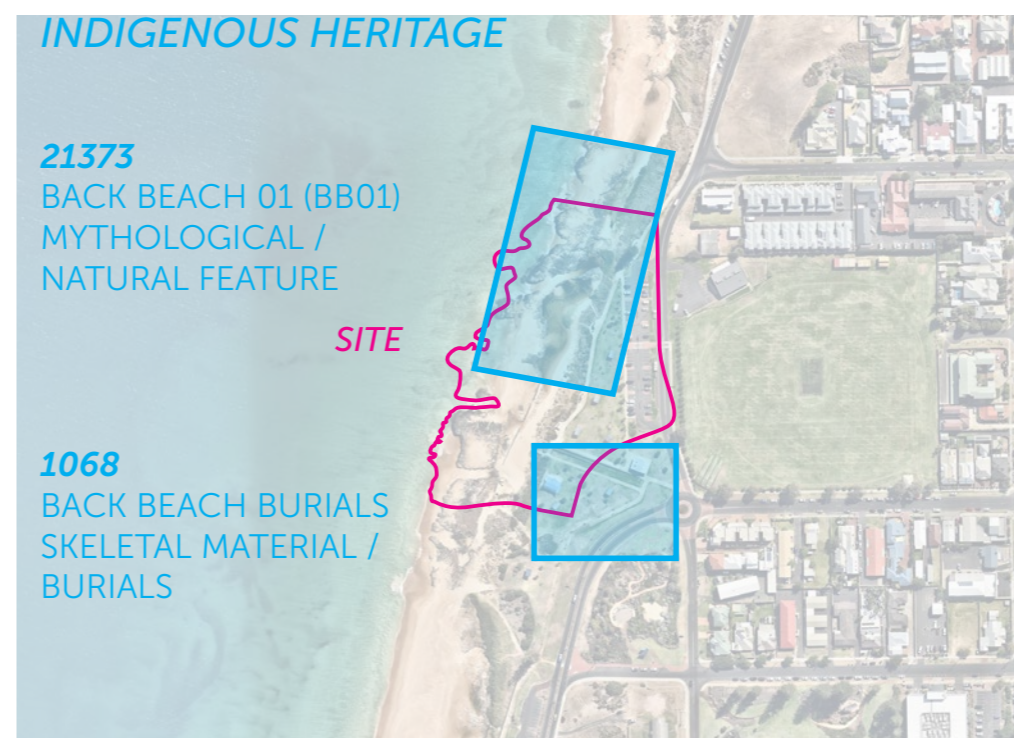 INDIGENOUS HERITAGE
21373
BACK BEACH 01 (BB01)
MYTHOLOGICAL /
NATURAL FEATURE
SITE
1068
BACK BEACH BURIALS
SKELETAL MATERIAL /
BURIALS